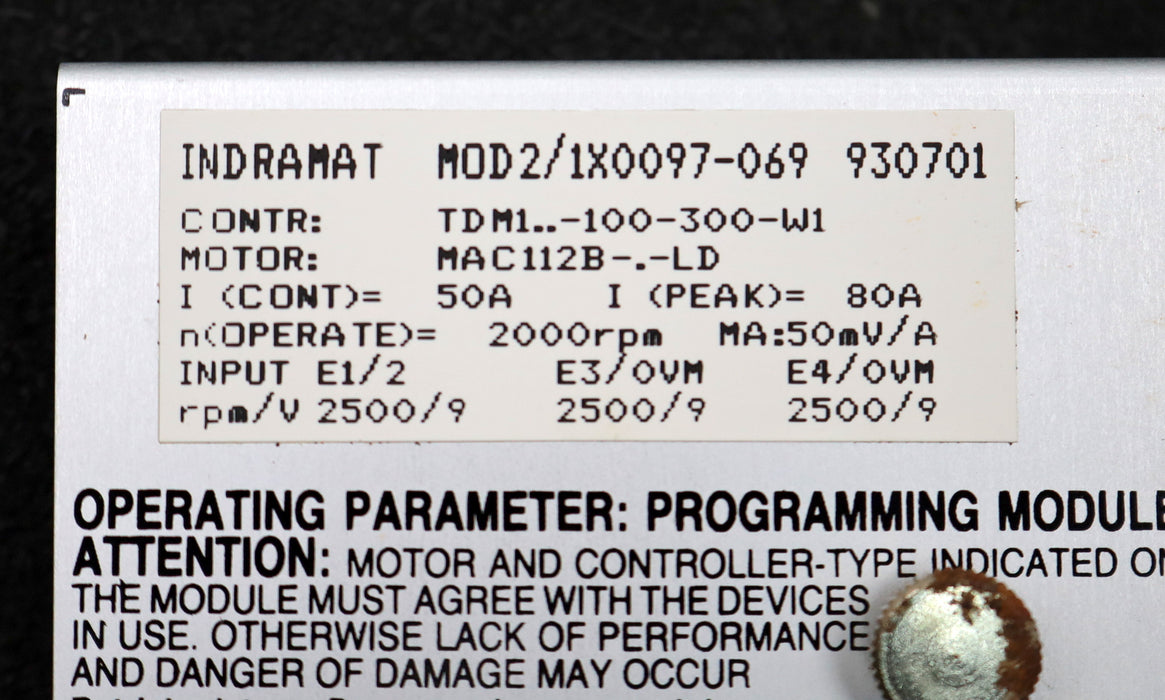 INDRAMAT MOD2/1X0097-069 930701
CONTR: TDM1..-100-300-W1
MOTOR: MAC112B-.-LD
I (CONT)= 50A I (PEAK)= 80A
n(OPERATE)= 2000rpm MA:50mV/A
INPUT E1/2 E3/0VM E4/0VM
rpm/V 2500/9 2500/9 2500/9
OPERATING PARAMETER: PROGRAMMING MODULE
ATTENTION: MOTOR AND CONTROLLER-TYPE INDICATED ON
THE MODULE MUST AGREE WITH THE DEVICES
IN USE. OTHERWISE LACK OF PERFORMANCE
AND DANGER OF DAMAGE MAY OCCUR